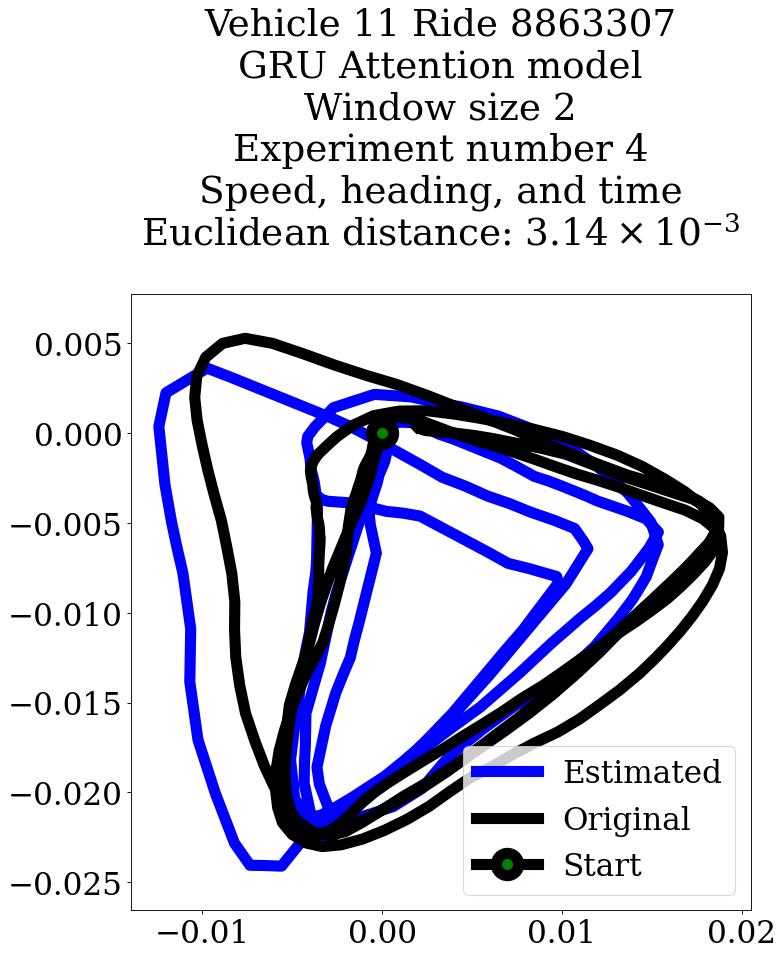 Vehicle 11 Ride 8863307
GRU Attention model
Window size 2
Experiment number 4
Speed, heading, and time
Euclidean distance: 3.14 × 10⁻³
0.005
0.000
−0.005
−0.010
−0.015
−0.020
−0.025
Estimated
Original
Start
−0.01
0.00
0.01
0.02